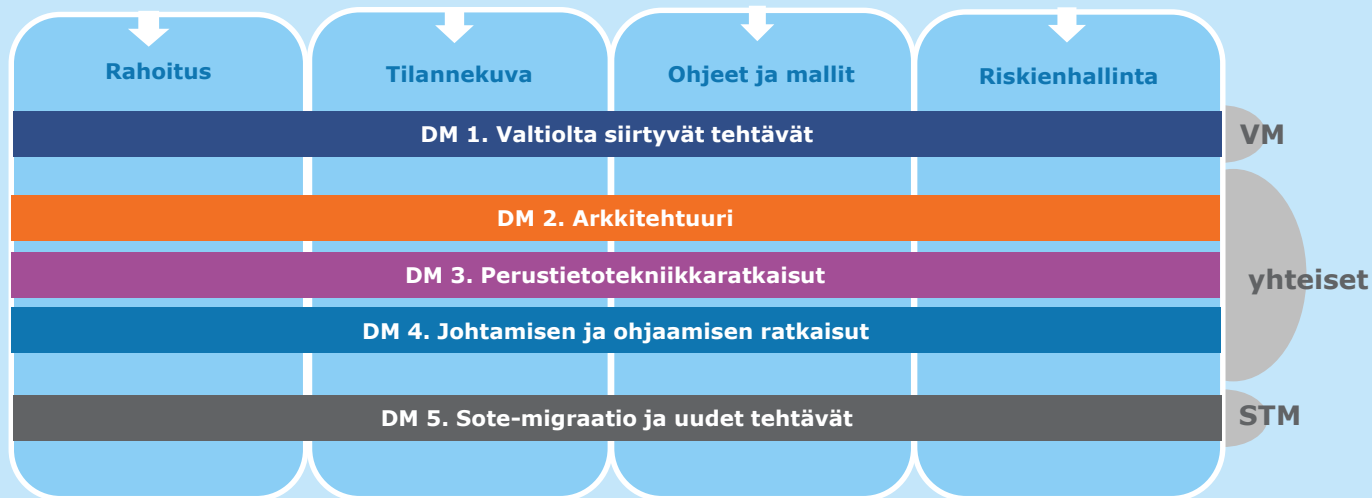 Rahoitus
Tilannekuva
Ohjeet ja mallit
Riskienhallinta
DM 1. Valtiolta siirtyvät tehtävät
VM
DM 2. Arkkitehtuuri
DM 3. Perustietotekniikkaratkaisut
yhteiset
DM 4. Johtamisen ja ohjaamisen ratkaisut
DM 5. Sote-migraatio ja uudet tehtävät
STM